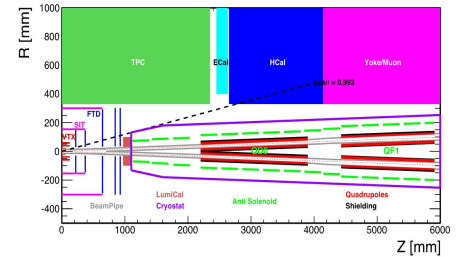 R [mm]
1000
800
600
400
200
0
−200
−400
TPC
ECal
HCal
Yoke/Muon
cosθ = 0.993
FTD
SIT
VTX
QD0
QF1
LumiCal
Anti Solenoid
Quadrupoles
BeamPipe
Cryostat
Shielding
0
1000
2000
3000
4000
5000
6000
Z [mm]